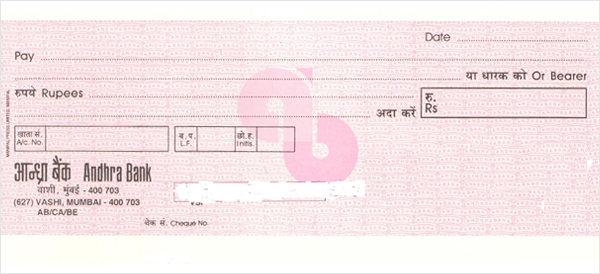 Date
Pay
या धारक को Or Bearer
रुपये Rupees
अदा करें
रु.
Rs
खाता सं.
A/c. No.
ब. प.
L.F.
छो.ह.
Initls.
आन्ध्रा बैंक Andhra Bank
वाशी, मुंबई - 400 703
(627) VASHI, MUMBAI - 400 703
AB/CA/BE
चेक सं. Cheque No.